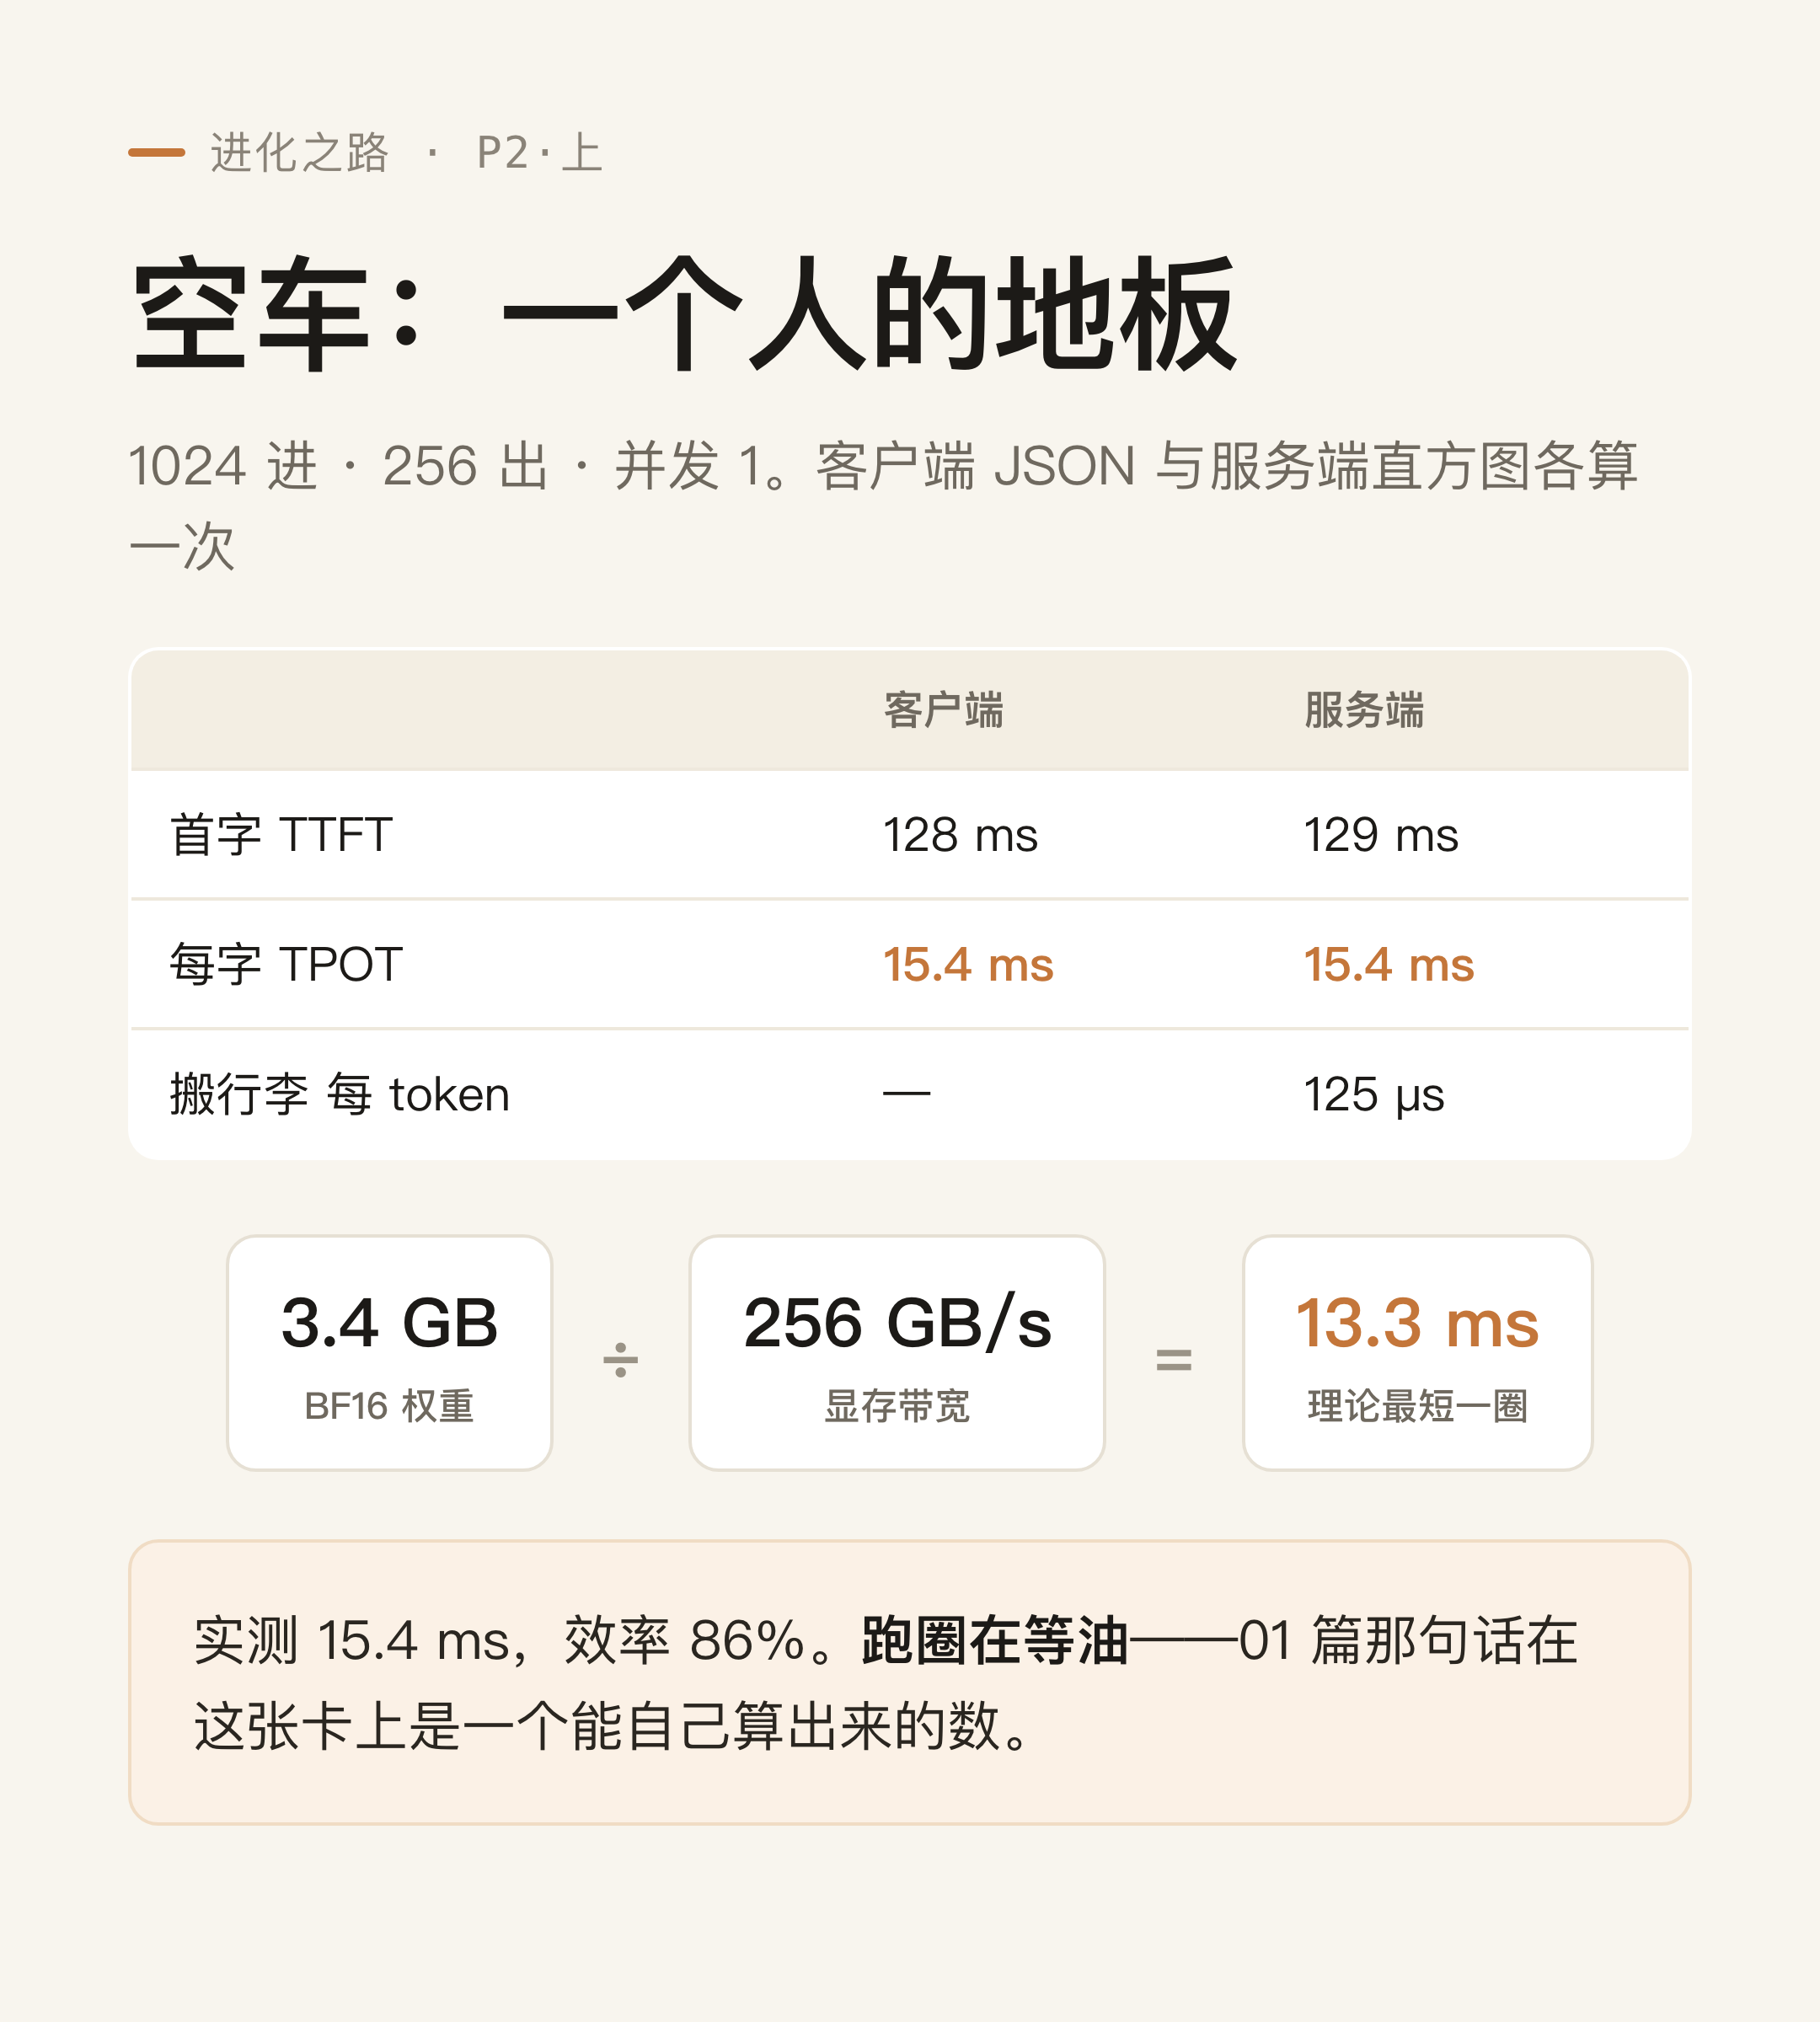 进化之路 · P2·上
空车：一个人的地板
1024 进 · 256 出 · 并发 1。客户端 JSON 与服务端直方图各算
一次
客户端 服务端
首字 TTFT 128 ms 129 ms
每字 TPOT 15.4 ms 15.4 ms
搬行李 每 token — 125 µs
3.4 GB ÷ 256 GB/s = 13.3 ms
BF16 权重 显存带宽 理论最短一圈
实测 15.4 ms，效率 86%。跑圈在等油——01 篇那句话在
这张卡上是一个能自己算出来的数。